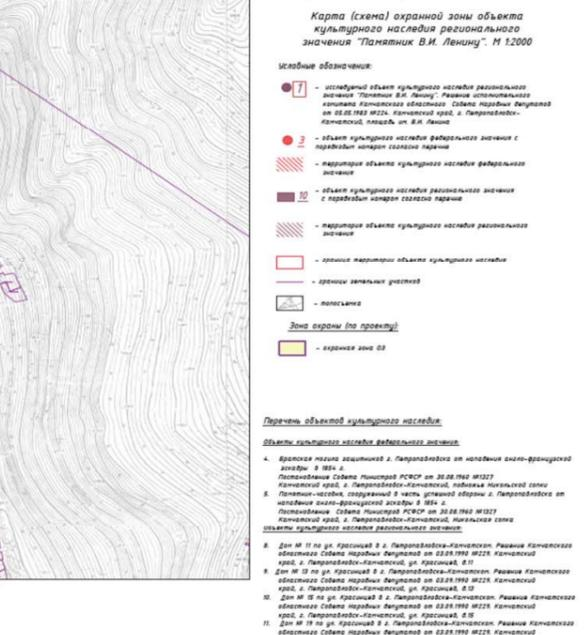 Карта (схема) охранной зоны объекта
культурного наследия регионального
значения "Памятник В.И. Ленину". М 1:2000
Условные обозначения:
1 – исследуемый объект культурного наследия регионального
значения "Памятник В.И. Ленину". Решение исполнительного
комитета Камчатского областного Совета Народных депутатов
от 05.05.1983 №224. Камчатский край, г. Петропавловск-
Камчатский, площадь им. В.И. Ленина
3 – объект культурного наследия федерального значения с
порядковым номером согласно перечня
– территория объекта культурного наследия федерального
значения
10 – объект культурного наследия регионального значения
с порядковым номером согласно перечня
– территория объекта культурного наследия регионального
значения
– граница территории объекта культурного наследия
– границы земельных участков
– топосъемка
Зона охраны (по проекту):
– охранная зона ОЗ
Перечень объектов культурного наследия:
Объекты культурного наследия федерального значения:
4. Братская могила защитников г. Петропавловска от нападения англо-французской
эскадры в 1854 г.
Постановление Совета Министров РСФСР от 30.08.1960 №1327
Камчатский край, г. Петропавловск-Камчатский, подножье Никольской сопки
5. Памятник-часовня, сооруженный в честь успешной обороны г. Петропавловска от
нападения англо-французской эскадры в 1854 г.
Постановление Совета Министров РСФСР от 30.08.1960 №1327
Камчатский край, г. Петропавловск-Камчатский, Никольская сопка
Объекты культурного наследия регионального значения:
8. Дом № 11 по ул. Красинцев в г. Петропавловске-Камчатском. Решение Камчатского
областного Совета Народных депутатов от 03.09.1990 №229. Камчатский
край, г. Петропавловск-Камчатский, ул. Красинцев, д.11
9. Дом № 13 по ул. Красинцев в г. Петропавловске-Камчатском. Решение Камчатского
областного Совета Народных депутатов от 03.09.1990 №229. Камчатский
край, г. Петропавловск-Камчатский, ул. Красинцев, д.13
10. Дом № 15 по ул. Красинцев в г. Петропавловске-Камчатском. Решение Камчатского
областного Совета Народных депутатов от 03.09.1990 №229. Камчатский
край, г. Петропавловск-Камчатский, ул. Красинцев, д.15
11. Дом № 19 по ул. Красинцев в г. Петропавловске-Камчатском. Решение Камчатского
областного Совета Народных депутатов от 03.09.1990 №229. Камчатский